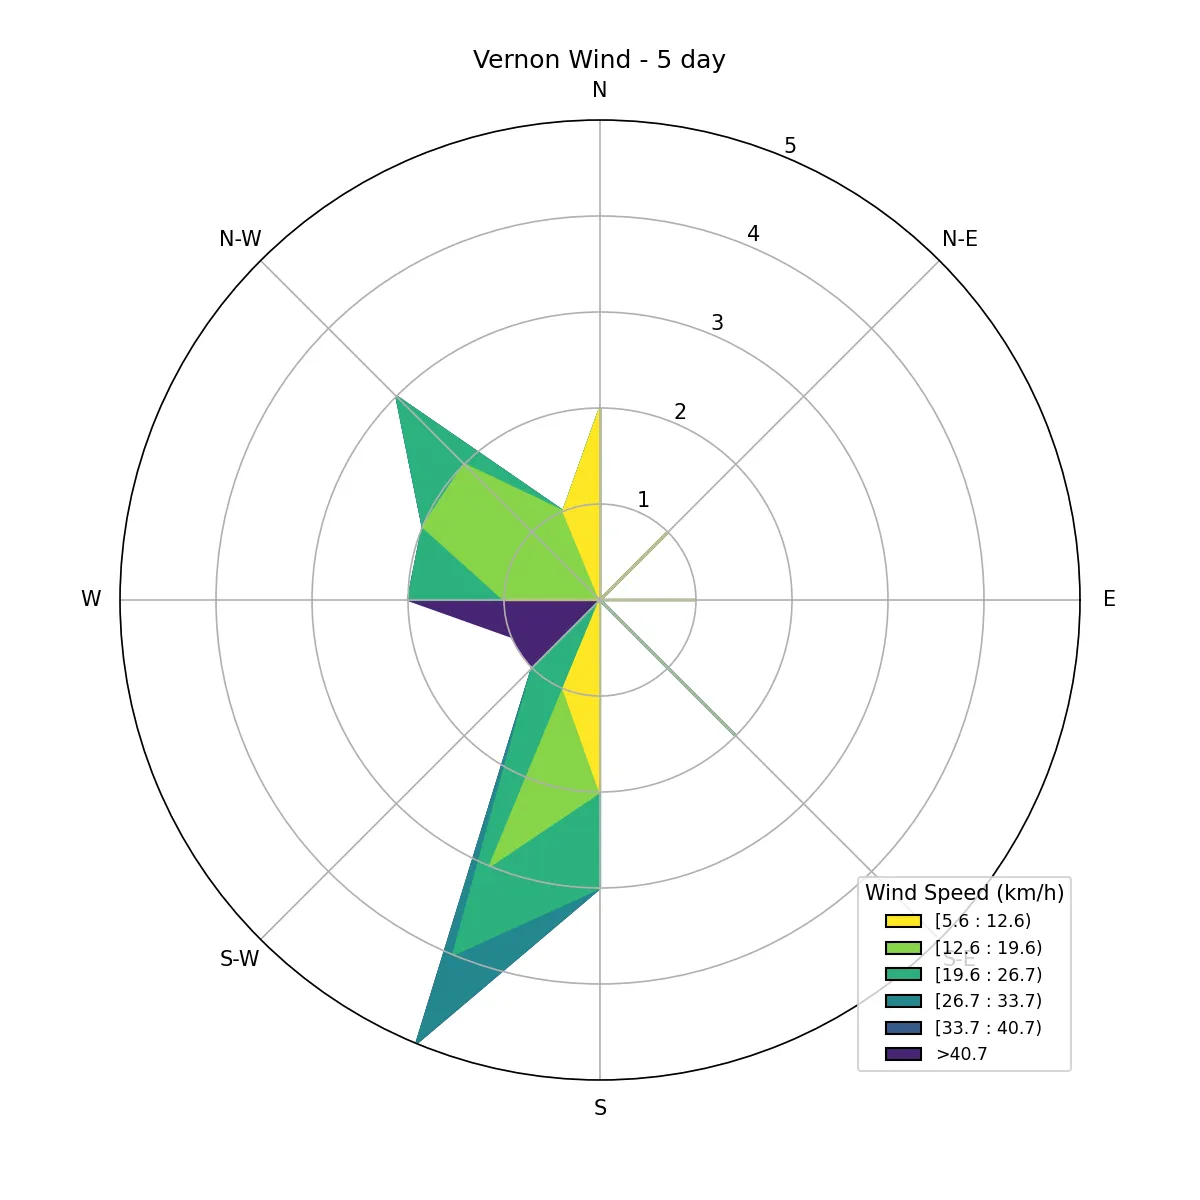 Vernon Wind - 5 day
N
5
N-W
4
N-E
3
2
1
W
E
Wind Speed (km/h)
[5.6 : 12.6)
[12.6 : 19.6)
S-W
S-E
[19.6 : 26.7)
[26.7 : 33.7)
[33.7 : 40.7)
>40.7
S